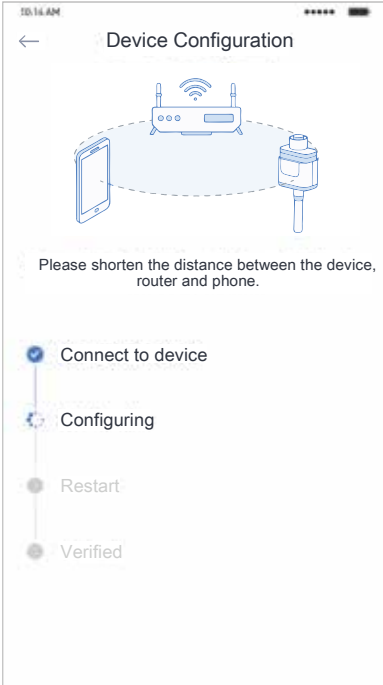 10:14 AM
Device Configuration
Please shorten the distance between the device,
router and phone.
Connect to device
Configuring
Restart
Verified